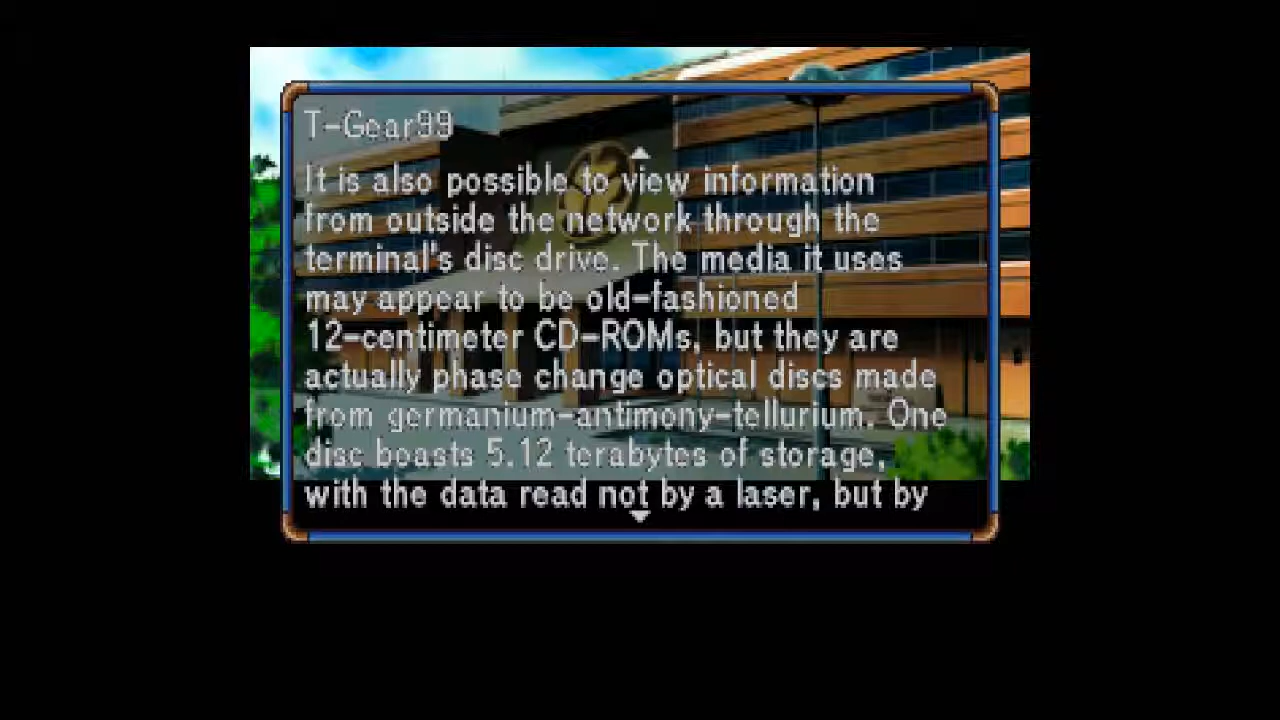 T-Gear99
It is also possible to view information
from outside the network through the
terminal's disc drive. The media it uses
may appear to be old-fashioned
12-centimeter CD-ROMs, but they are
actually phase change optical discs made
from germanium-antimony-tellurium. One
disc boasts 5.12 terabytes of storage,
with the data read not by a laser, but by